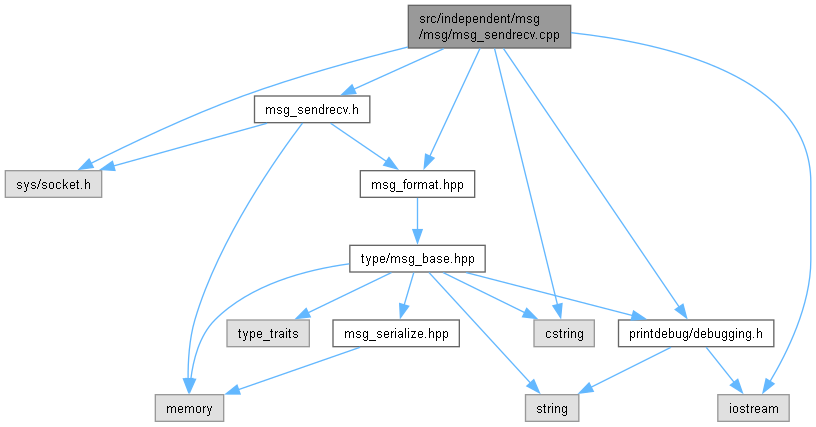 src/independent/msg
/msg/msg_sendrecv.cpp
msg_sendrecv.h
sys/socket.h
msg_format.hpp
type/msg_base.hpp
type_traits
msg_serialize.hpp
cstring
printdebug/debugging.h
memory
string
iostream